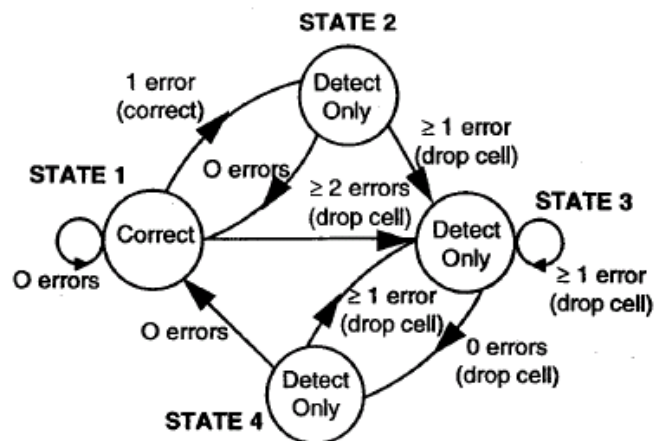 STATE 2
Detect
Only
1 error
(correct)
≥ 1 error
(drop cell)
O errors
STATE 1
≥ 2 errors
(drop cell)
STATE 3
Correct
Detect
Only
O errors
≥ 1 error
(drop cell)
≥ 1 error
(drop cell)
O errors
0 errors
(drop cell)
Detect
Only
STATE 4